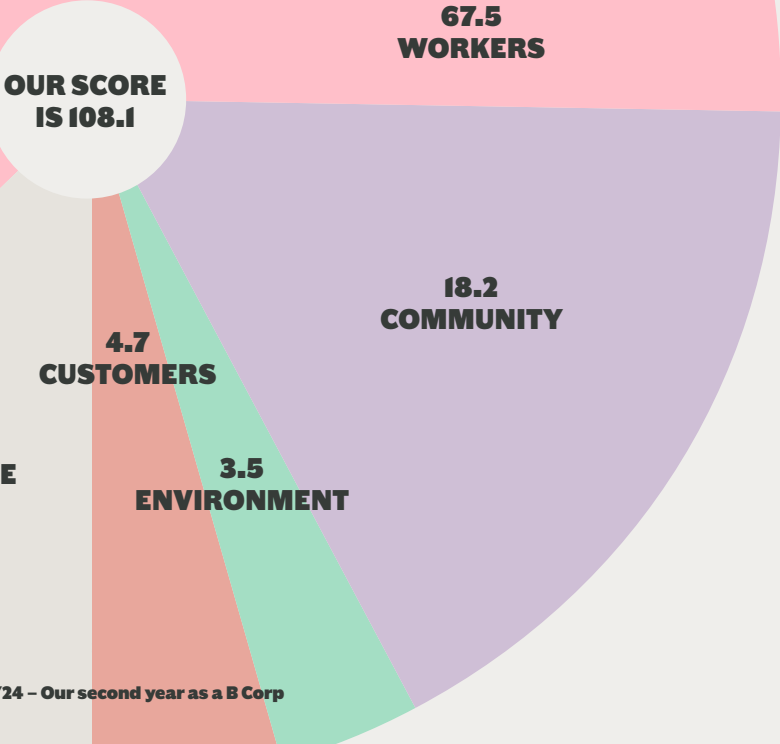 67.5
WORKERS
OUR SCORE
IS 108.1
18.2
COMMUNITY
4.7
CUSTOMERS
3.5
ENVIRONMENT
E
/24 – Our second year as a B Corp